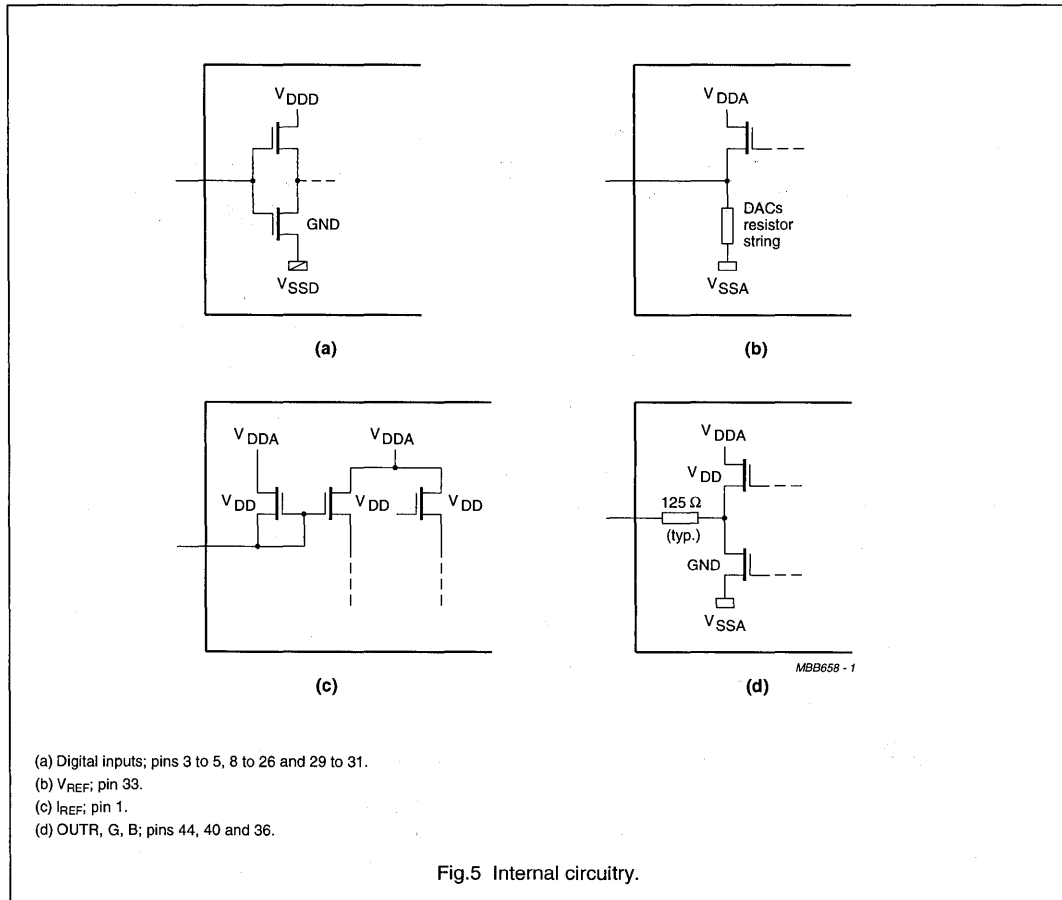 V DDD
GND
V SSD
(a)
V DDA
DACs
resistor
string
V SSA
(b)
V DDA
V DDA
V DD
V DD
V DD
(c)
V DDA
V DD
125 Ω
(typ.)
GND
V SSA
MBB658 - 1
(d)
(a) Digital inputs; pins 3 to 5, 8 to 26 and 29 to 31.
(b) VREF; pin 33.
(c) IREF; pin 1.
(d) OUTR, G, B; pins 44, 40 and 36.
Fig.5 Internal circuitry.